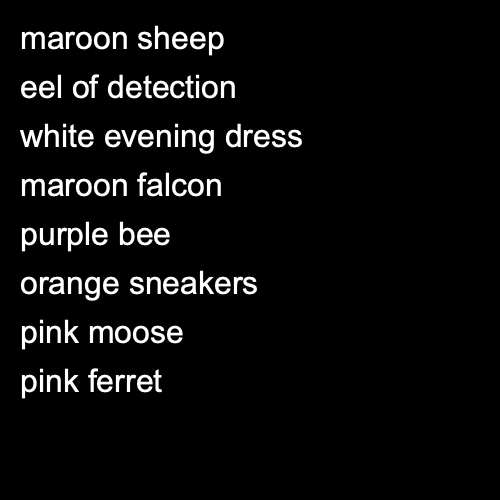 maroon sheep
eel of detection
white evening dress
maroon falcon
purple bee
orange sneakers
pink moose
pink ferret